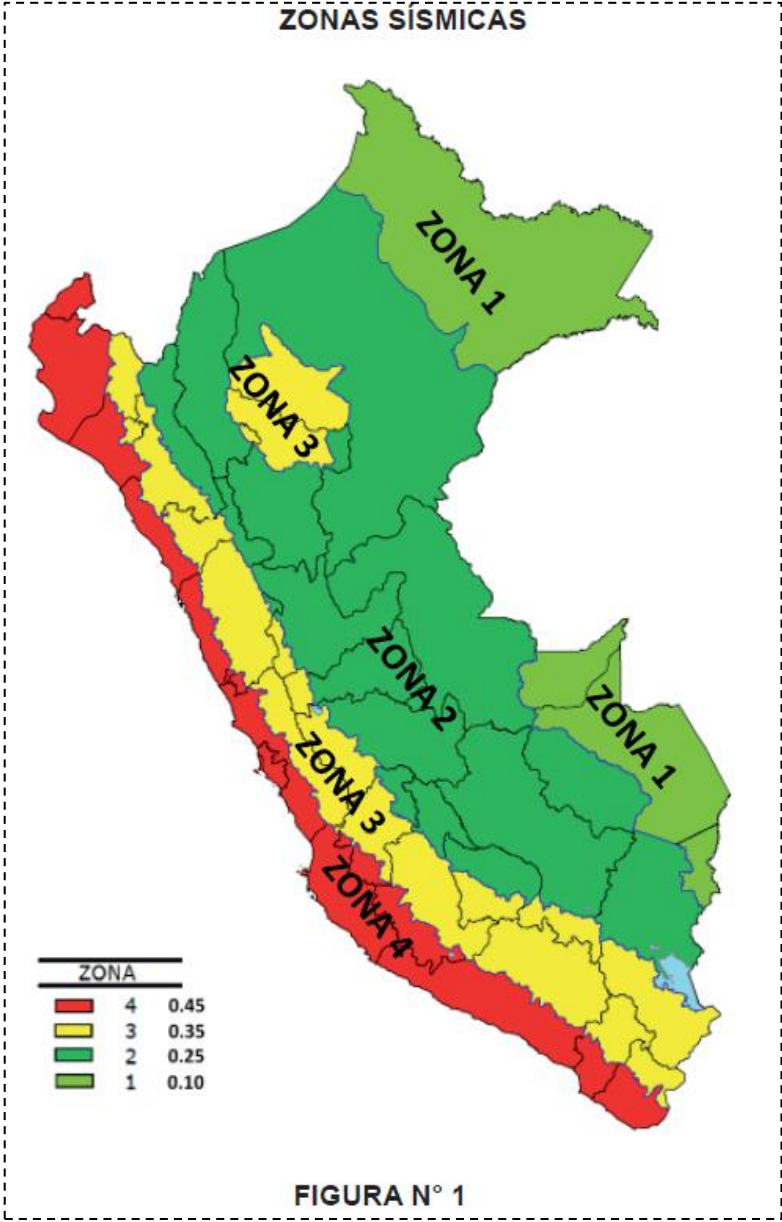 ZONAS SÍSMICAS
ZONA 1
ZONA 3
ZONA 2
ZONA 1
ZONA 3
ZONA 4
ZONA
4 0.45
3 0.35
2 0.25
1 0.10
FIGURA N° 1